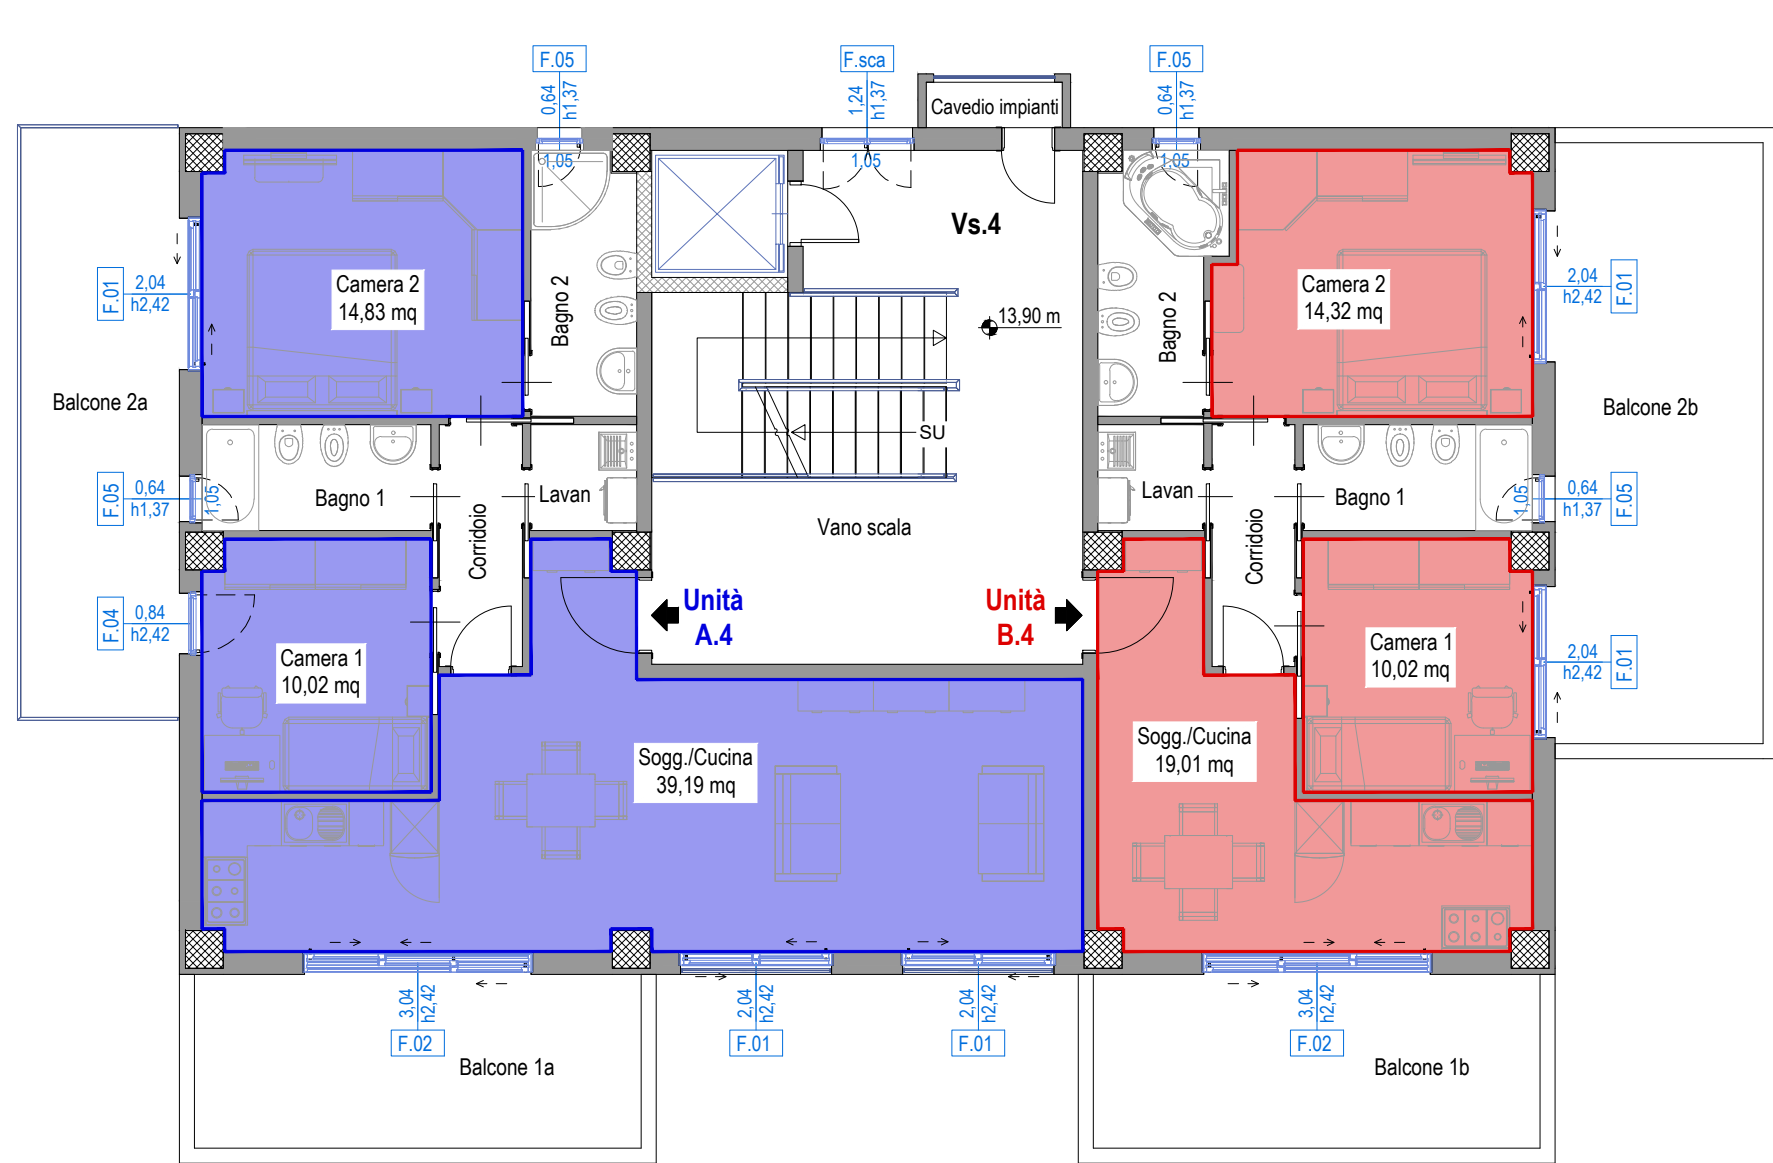 F.05
0,64
h1,37
1,05
F.sca
1,24
h1,37
1,05
F.05
0,64
h1,37
1,05
Cavedio impianti
Vs.4
13,90 m
F.01
2,04
h2,42
Camera 2
14,83 mq
Bagno 2
Bagno 2
Camera 2
14,32 mq
2,04
h2,42
F.01
Balcone 2a
Balcone 2b
SU
F.05
0,64
h1,37
1,05
Bagno 1
Lavan
Corridoio
Vano scala
Lavan
Corridoio
Bagno 1
1,05
0,64
h1,37
F.05
F.04
0,84
h2,42
Camera 1
10,02 mq
Unità
A.4
Unità
B.4
Camera 1
10,02 mq
2,04
h2,42
F.01
Sogg./Cucina
39,19 mq
Sogg./Cucina
19,01 mq
3,04
h2,42
F.02
2,04
h2,42
F.01
2,04
h2,42
F.01
3,04
h2,42
F.02
Balcone 1a
Balcone 1b